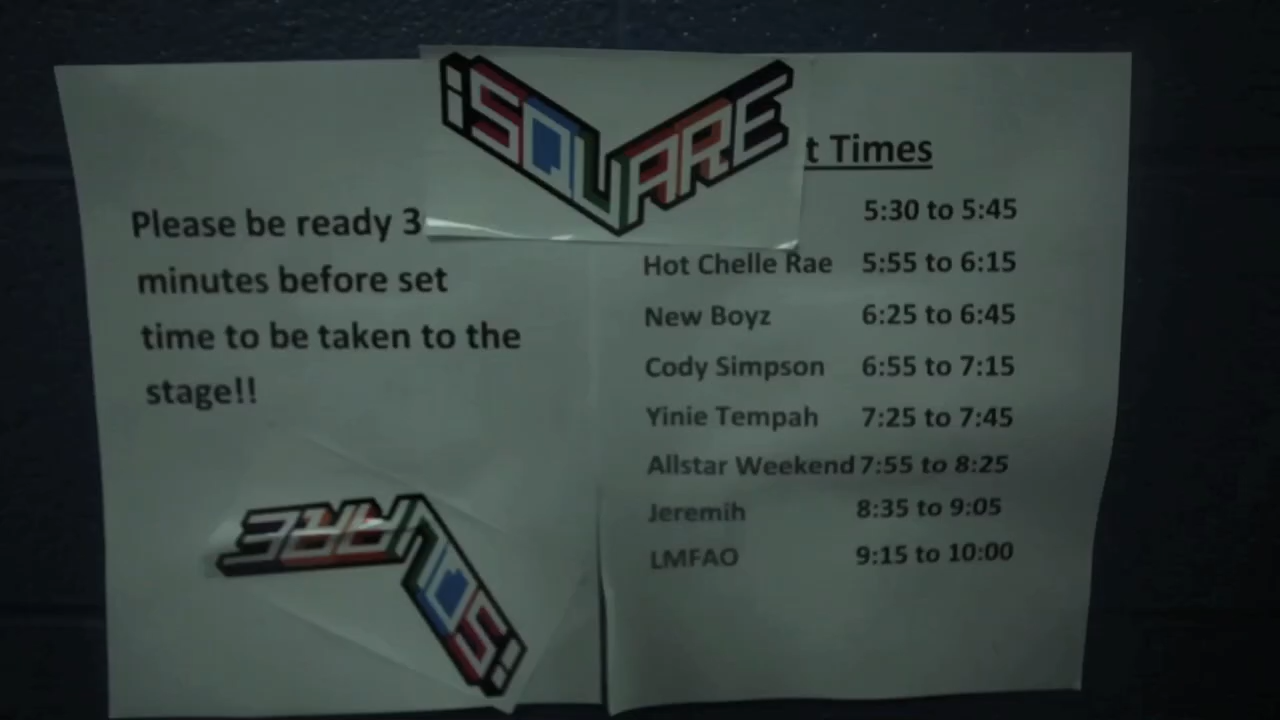 iSQUARE
t Times
Please be ready 3
minutes before set
time to be taken to the
stage!!
5:30 to 5:45
Hot Chelle Rae 5:55 to 6:15
New Boyz 6:25 to 6:45
Cody Simpson 6:55 to 7:15
Yinie Tempah 7:25 to 7:45
Allstar Weekend 7:55 to 8:25
Jeremih 8:35 to 9:05
LMFAO 9:15 to 10:00
iSQUARE